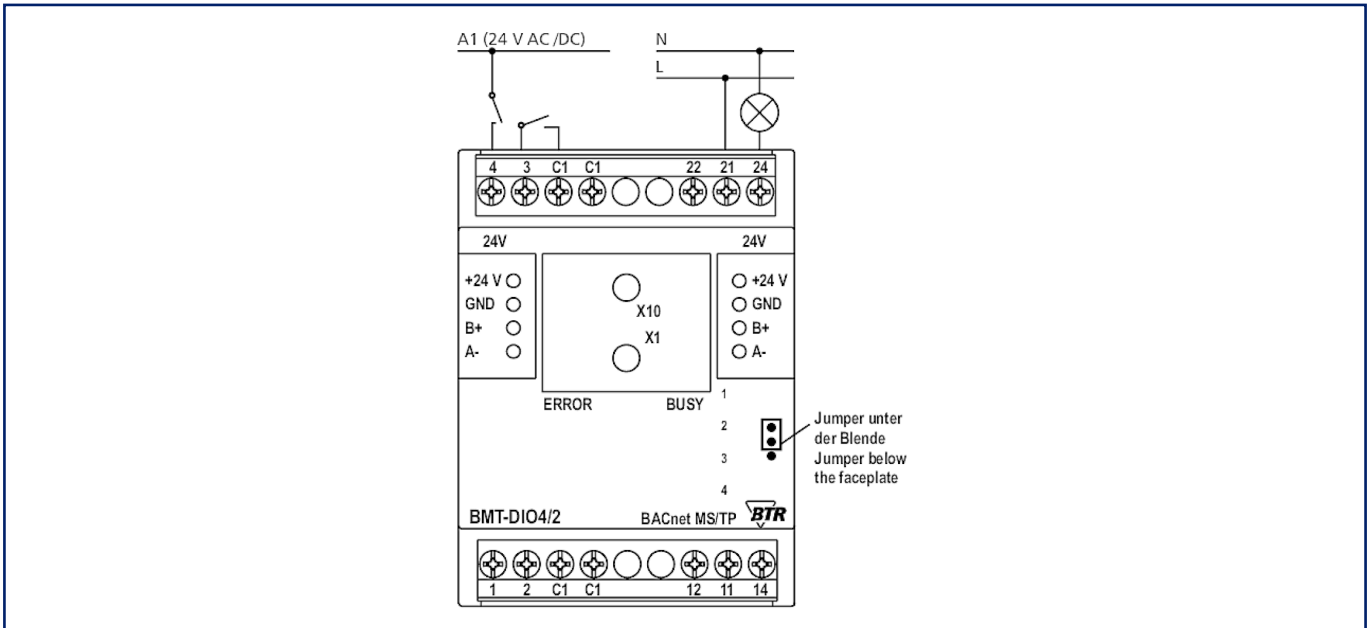 A1 (24 V AC /DC)
N
L
4 3 C1 C1 22 21 24
24V 24V
+24 V +24 V
GND GND
B+ B+
A- A-
X10
X1
ERROR BUSY
1
2
3
4
Jumper unter
der Blende
Jumper below
the faceplate
BMT-DIO4/2 BACnet MS/TP BTR
1 2 C1 C1 12 11 14